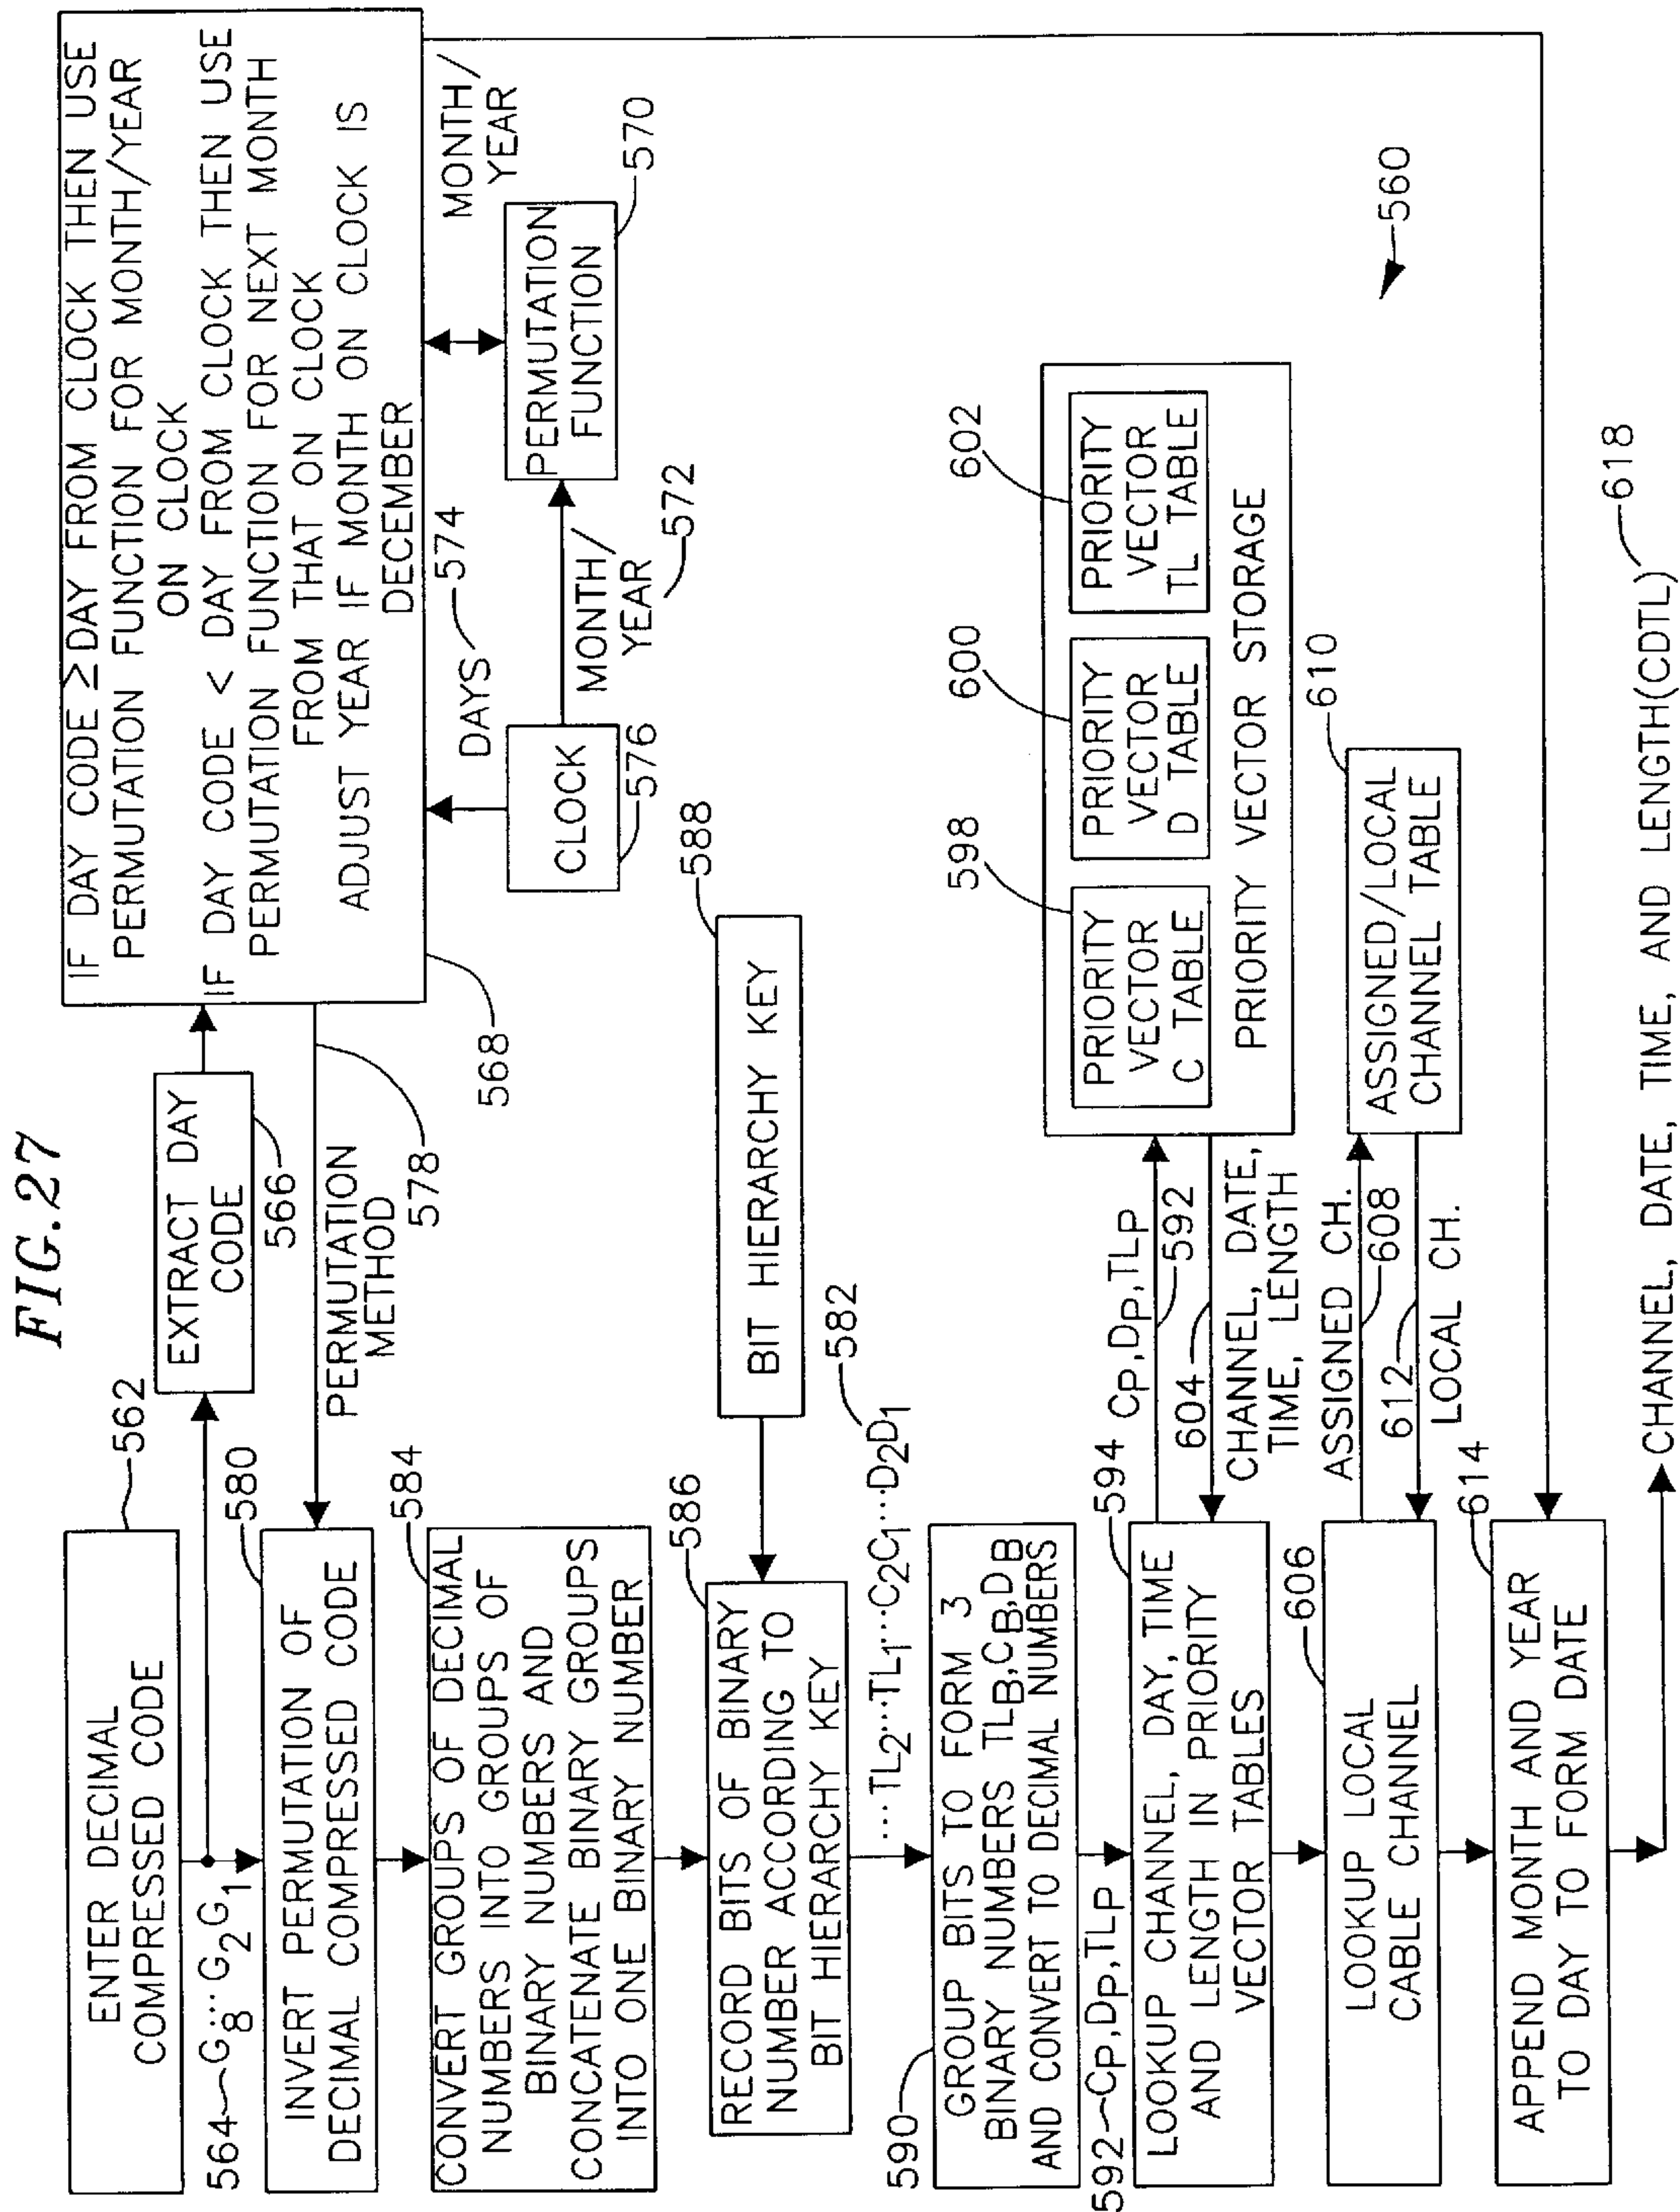 FIG.27
ENTER DECIMAL
COMPRESSED CODE
562
564
G8...G2G1
EXTRACT DAY
CODE
566
IF DAY CODE ≥ DAY FROM CLOCK THEN USE
PERMUTATION FUNCTION FOR MONTH/YEAR
ON CLOCK
IF DAY CODE < DAY FROM CLOCK THEN USE
PERMUTATION FUNCTION FOR NEXT MONTH
FROM THAT ON CLOCK
ADJUST YEAR IF MONTH ON CLOCK IS
DECEMBER
568
578
PERMUTATION
METHOD
DAYS
574
CLOCK
576
MONTH/
YEAR
572
PERMUTATION
FUNCTION
570
MONTH/
YEAR
580
INVERT PERMUTATION OF
DECIMAL COMPRESSED CODE
584
CONVERT GROUPS OF DECIMAL
NUMBERS INTO GROUPS OF
BINARY NUMBERS AND
CONCATENATE BINARY GROUPS
INTO ONE BINARY NUMBER
586
RECORD BITS OF BINARY
NUMBER ACCORDING TO
BIT HIERARCHY KEY
BIT HIERARCHY KEY
588
...TL2...TL1...C2C1...D2D1
582
590
GROUP BITS TO FORM 3
BINARY NUMBERS TLB,CB,DB
AND CONVERT TO DECIMAL NUMBERS
592
CP,DP,TLP
594
LOOKUP CHANNEL, DAY, TIME
AND LENGTH IN PRIORITY
VECTOR TABLES
CP,DP,TLP
592
604
CHANNEL, DATE,
TIME, LENGTH
598
PRIORITY
VECTOR
C TABLE
600
PRIORITY
VECTOR
D TABLE
602
PRIORITY
VECTOR
TL TABLE
PRIORITY VECTOR STORAGE
560
606
LOOKUP LOCAL
CABLE CHANNEL
ASSIGNED CH.
608
612
LOCAL CH.
610
ASSIGNED/LOCAL
CHANNEL TABLE
614
APPEND MONTH AND YEAR
TO DAY TO FORM DATE
CHANNEL, DATE, TIME, AND LENGTH(CDTL)
618